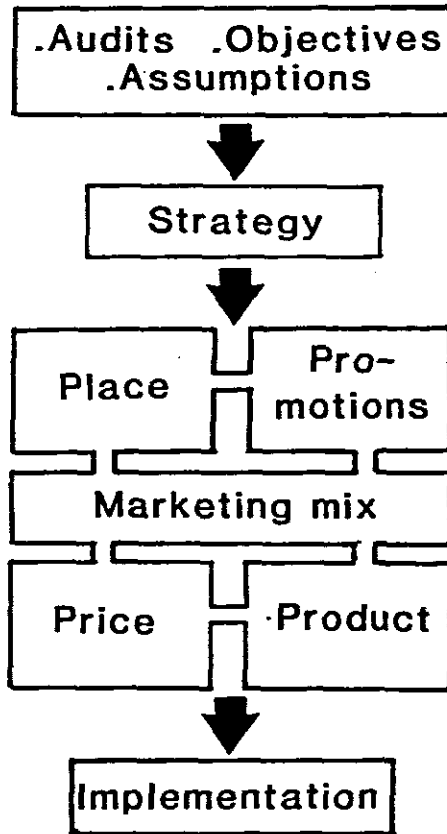 .Audits .Objectives
.Assumptions
Strategy
Place
Pro-
motions
Marketing mix
Price
Product
Implementation